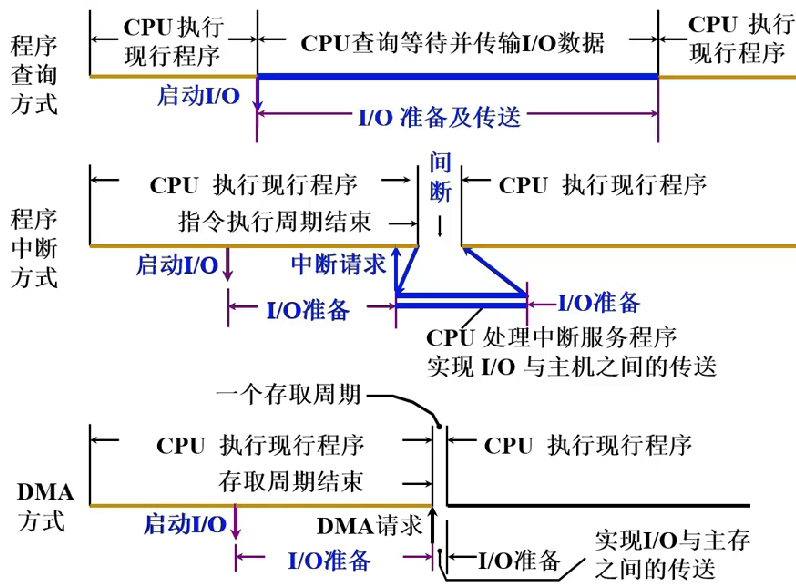 CPU执行
现行程序
CPU查询等待并传输I/O数据
CPU 执行
现行程序
程序
查询
方式
启动I/O
I/O 准备及传送
间
断
CPU 执行现行程序
CPU 执行现行程序
指令执行周期结束
程序
中断
方式
启动I/O
中断请求
I/O准备
I/O准备
CPU 处理中断服务程序
实现 I/O 与主机之间的传送
一个存取周期
CPU 执行现行程序
CPU 执行现行程序
存取周期结束
DMA
方式
启动I/O
DMA请求
I/O准备
I/O准备
实现I/O与主存
之间的传送